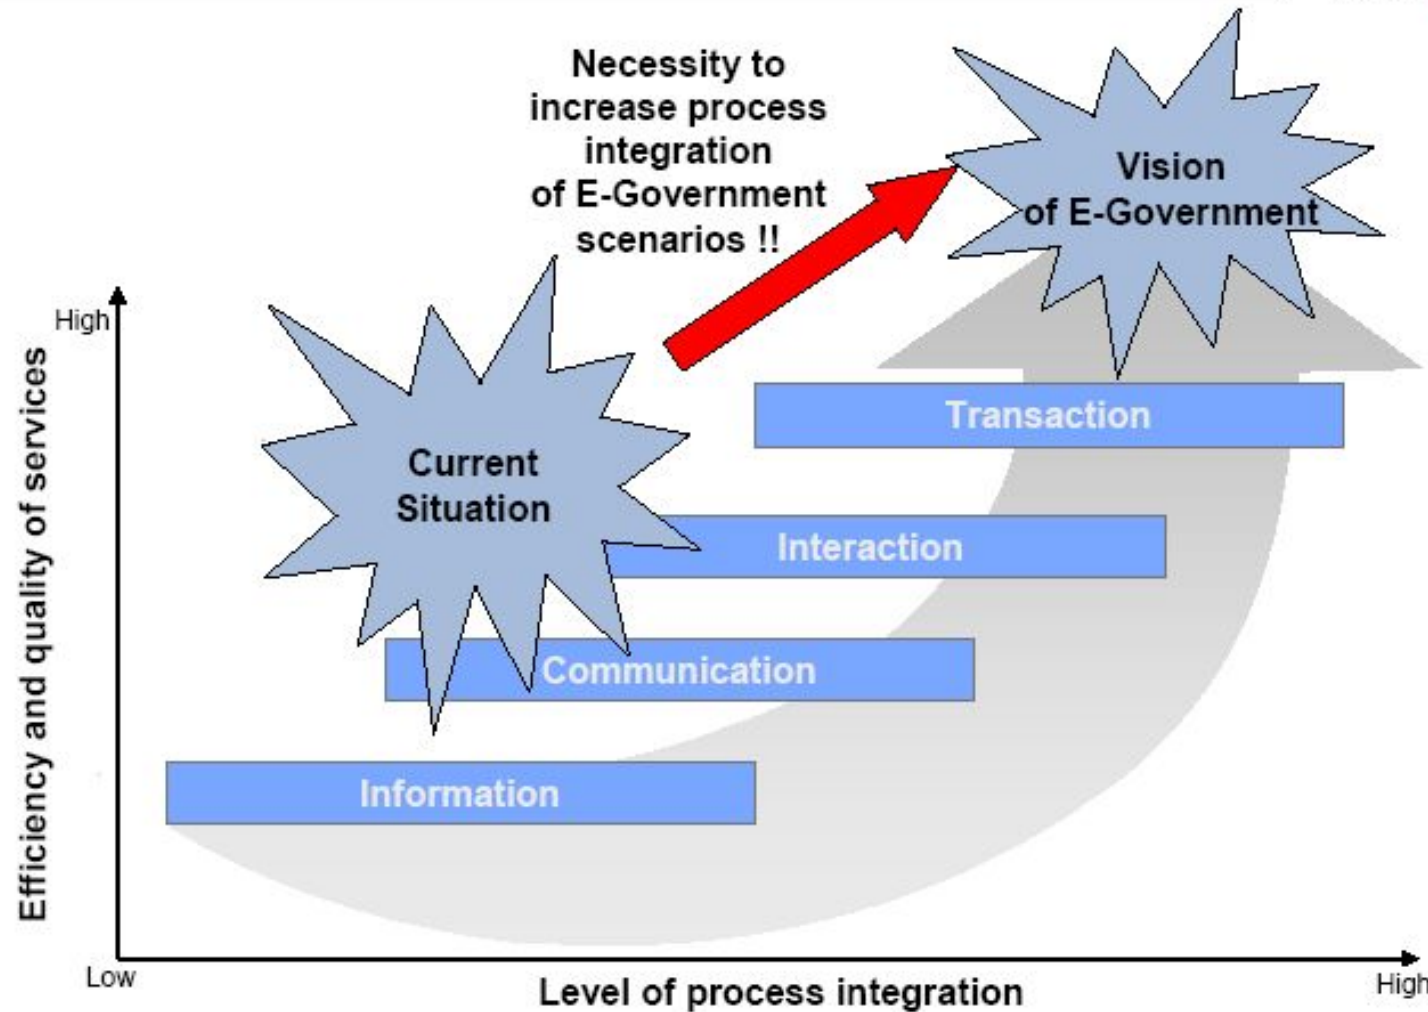 Necessity to
increase process
integration
of E-Government
scenarios !!
Vision
of E-Government
High
Efficiency and quality of services
Current
Situation
Transaction
Interaction
Communication
Information
Low
Level of process integration
High